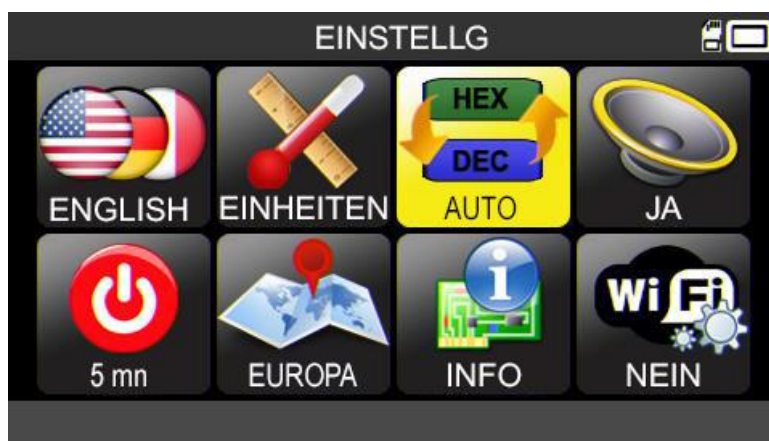 EINSTELLG
ENGLISH
EINHEITEN
HEX
DEC
AUTO
JA
5 mn
EUROPA
i
INFO
Wi Fi
NEIN